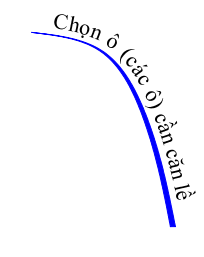 Chọn ô (các ô) cần căn lề